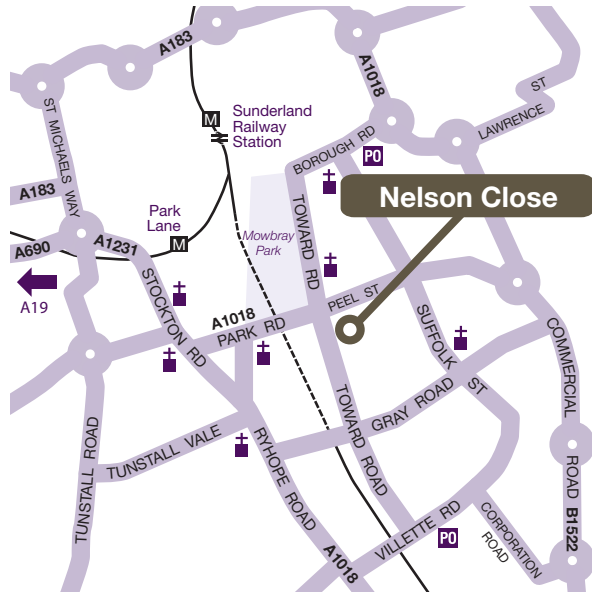 A183
A1018
ST MICHAELS WAY
M
Sunderland
Railway
Station
BOROUGH RD
PO
LAWRENCE ST
A183
Nelson Close
Park
Lane
M
TOWARD RD
Mowbray
Park
A690
A1231
A19
STOCKTON RD
A1018
PARK RD
PEEL ST
SUFFOLK ST
COMMERCIAL ROAD B1522
TOWARD ROAD
GRAY ROAD
TUNSTALL ROAD
TUNSTALL VALE
RYHOPE ROAD
A1018
VILLETTE RD
PO
CORPORATION
ROAD